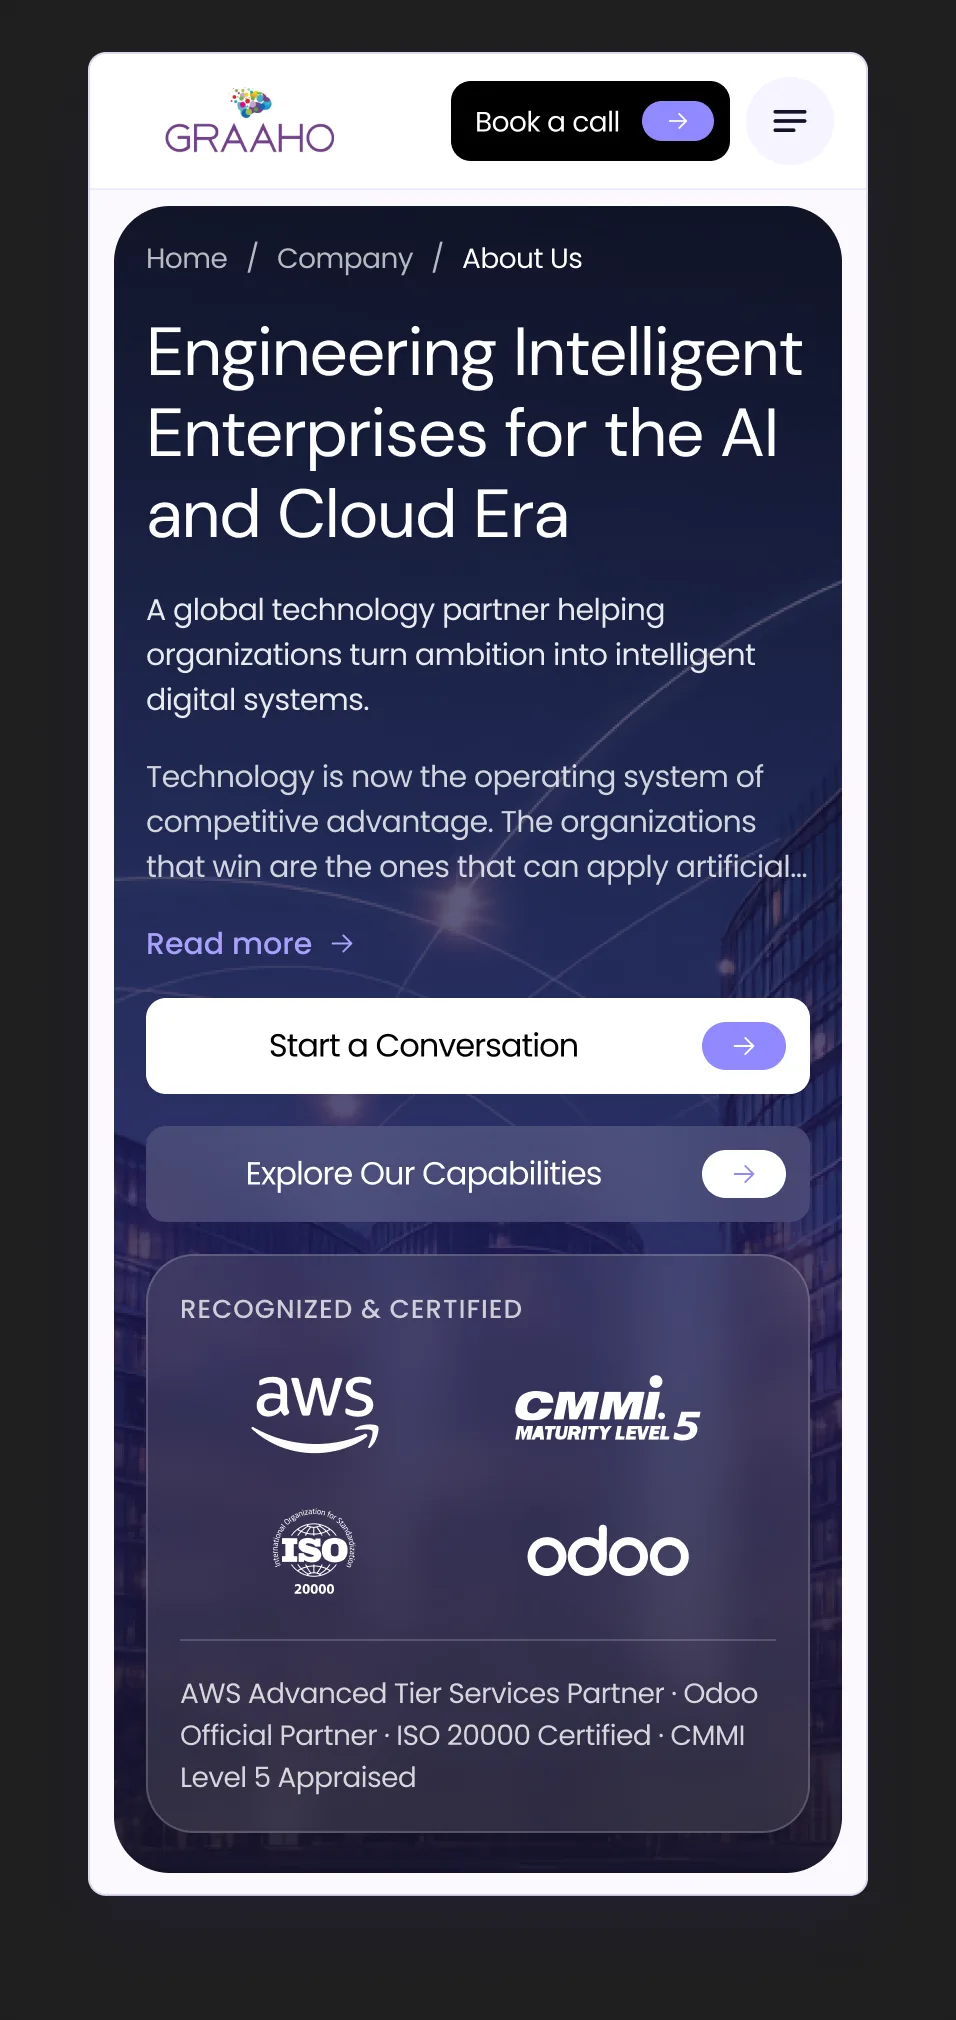 GRAAHO
Book a call
Home / Company / About Us
Engineering Intelligent
Enterprises for the AI
and Cloud Era
A global technology partner helping
organizations turn ambition into intelligent
digital systems.
Technology is now the operating system of
competitive advantage. The organizations
that win are the ones that can apply artificial...
Read more
Start a Conversation
Explore Our Capabilities
RECOGNIZED & CERTIFIED
aws
CMMi.
MATURITY LEVEL 5
International Organization for Standardization
ISO
20000
odoo
AWS Advanced Tier Services Partner · Odoo
Official Partner · ISO 20000 Certified · CMMI
Level 5 Appraised